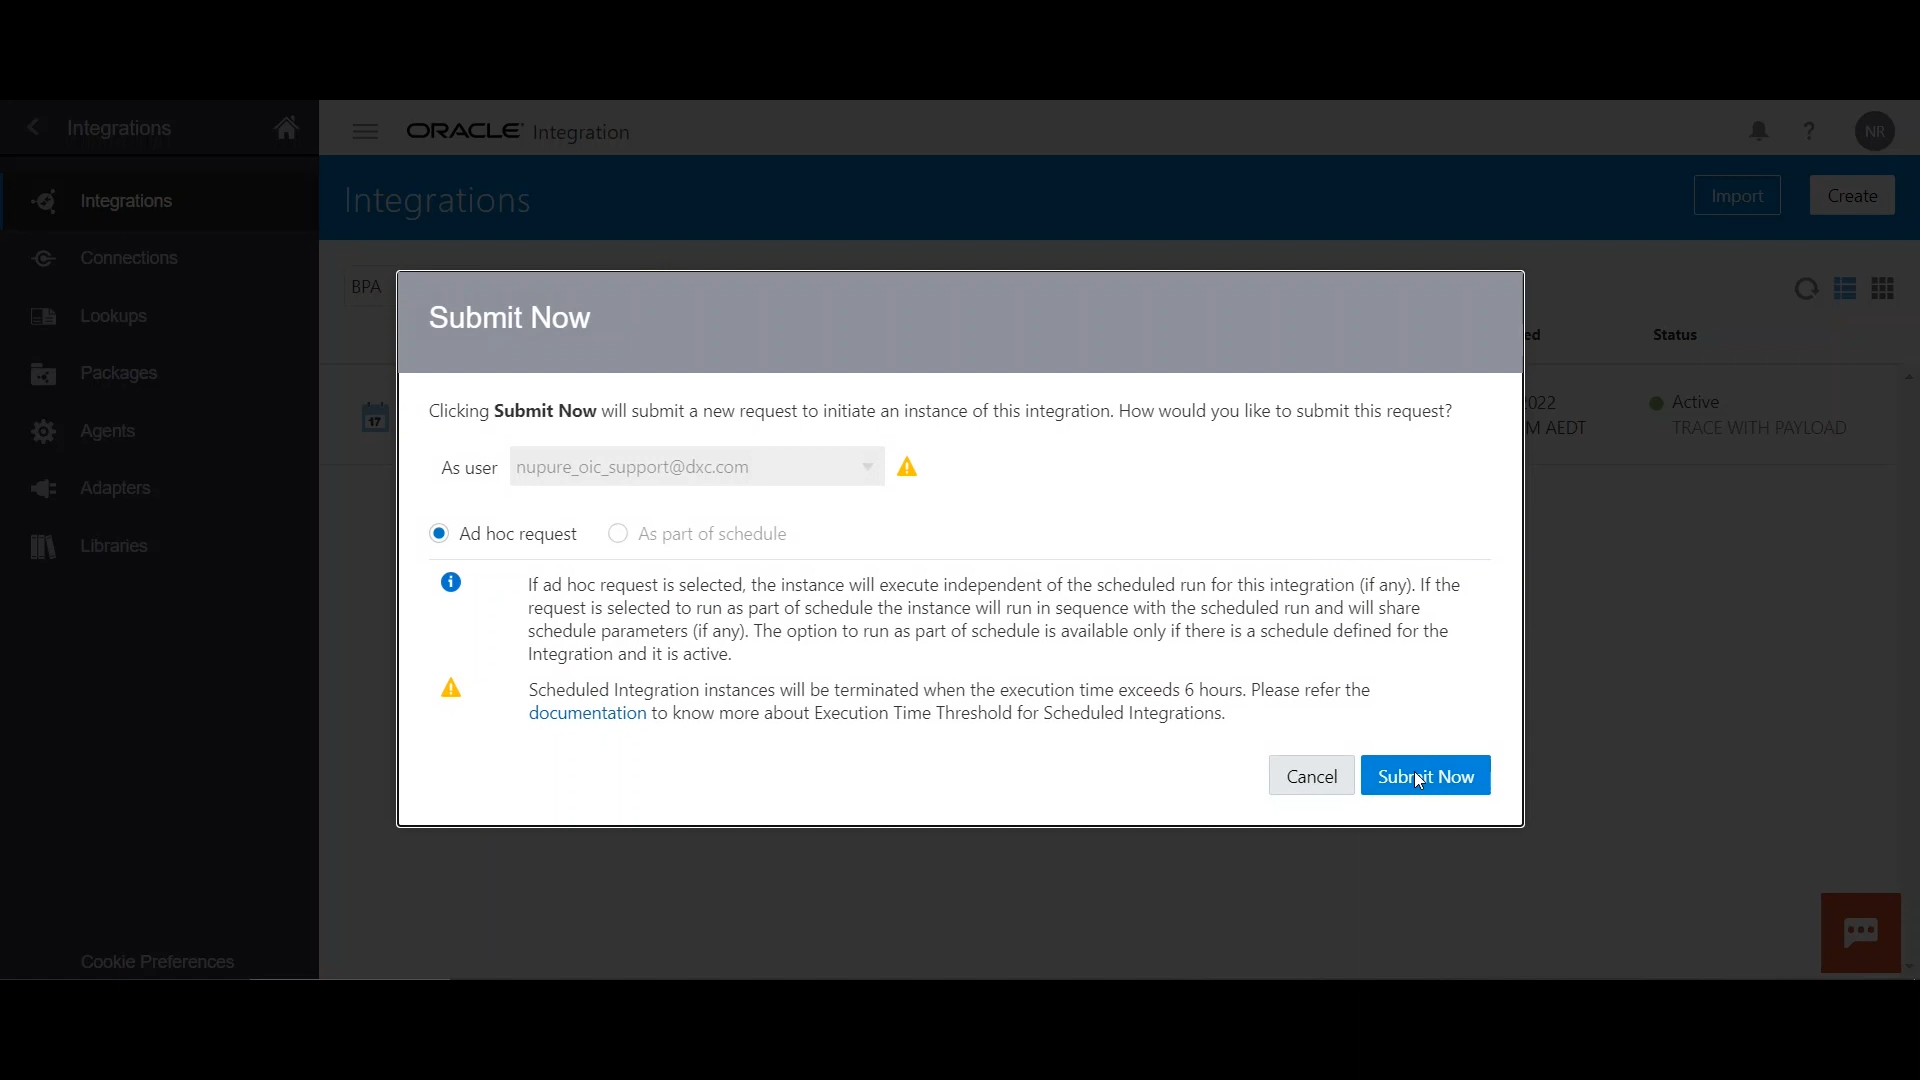 Integrations
ORACLE Integration
NR
Integrations
Integrations
Import
Create
Connections
Lookups
Packages
Agents
Adapters
Libraries
Cookie Preferences
BPA
ed
Status
2022
M AEDT
Active
TRACE WITH PAYLOAD
17
Submit Now
Clicking Submit Now will submit a new request to initiate an instance of this integration. How would you like to submit this request?
As user nupure_oic_support@dxc.com
Ad hoc request As part of schedule
If ad hoc request is selected, the instance will execute independent of the scheduled run for this integration (if any). If the
request is selected to run as part of schedule the instance will run in sequence with the scheduled run and will share
schedule parameters (if any). The option to run as part of schedule is available only if there is a schedule defined for the
Integration and it is active.
Scheduled Integration instances will be terminated when the execution time exceeds 6 hours. Please refer the
documentation to know more about Execution Time Threshold for Scheduled Integrations.
Cancel
Submit Now